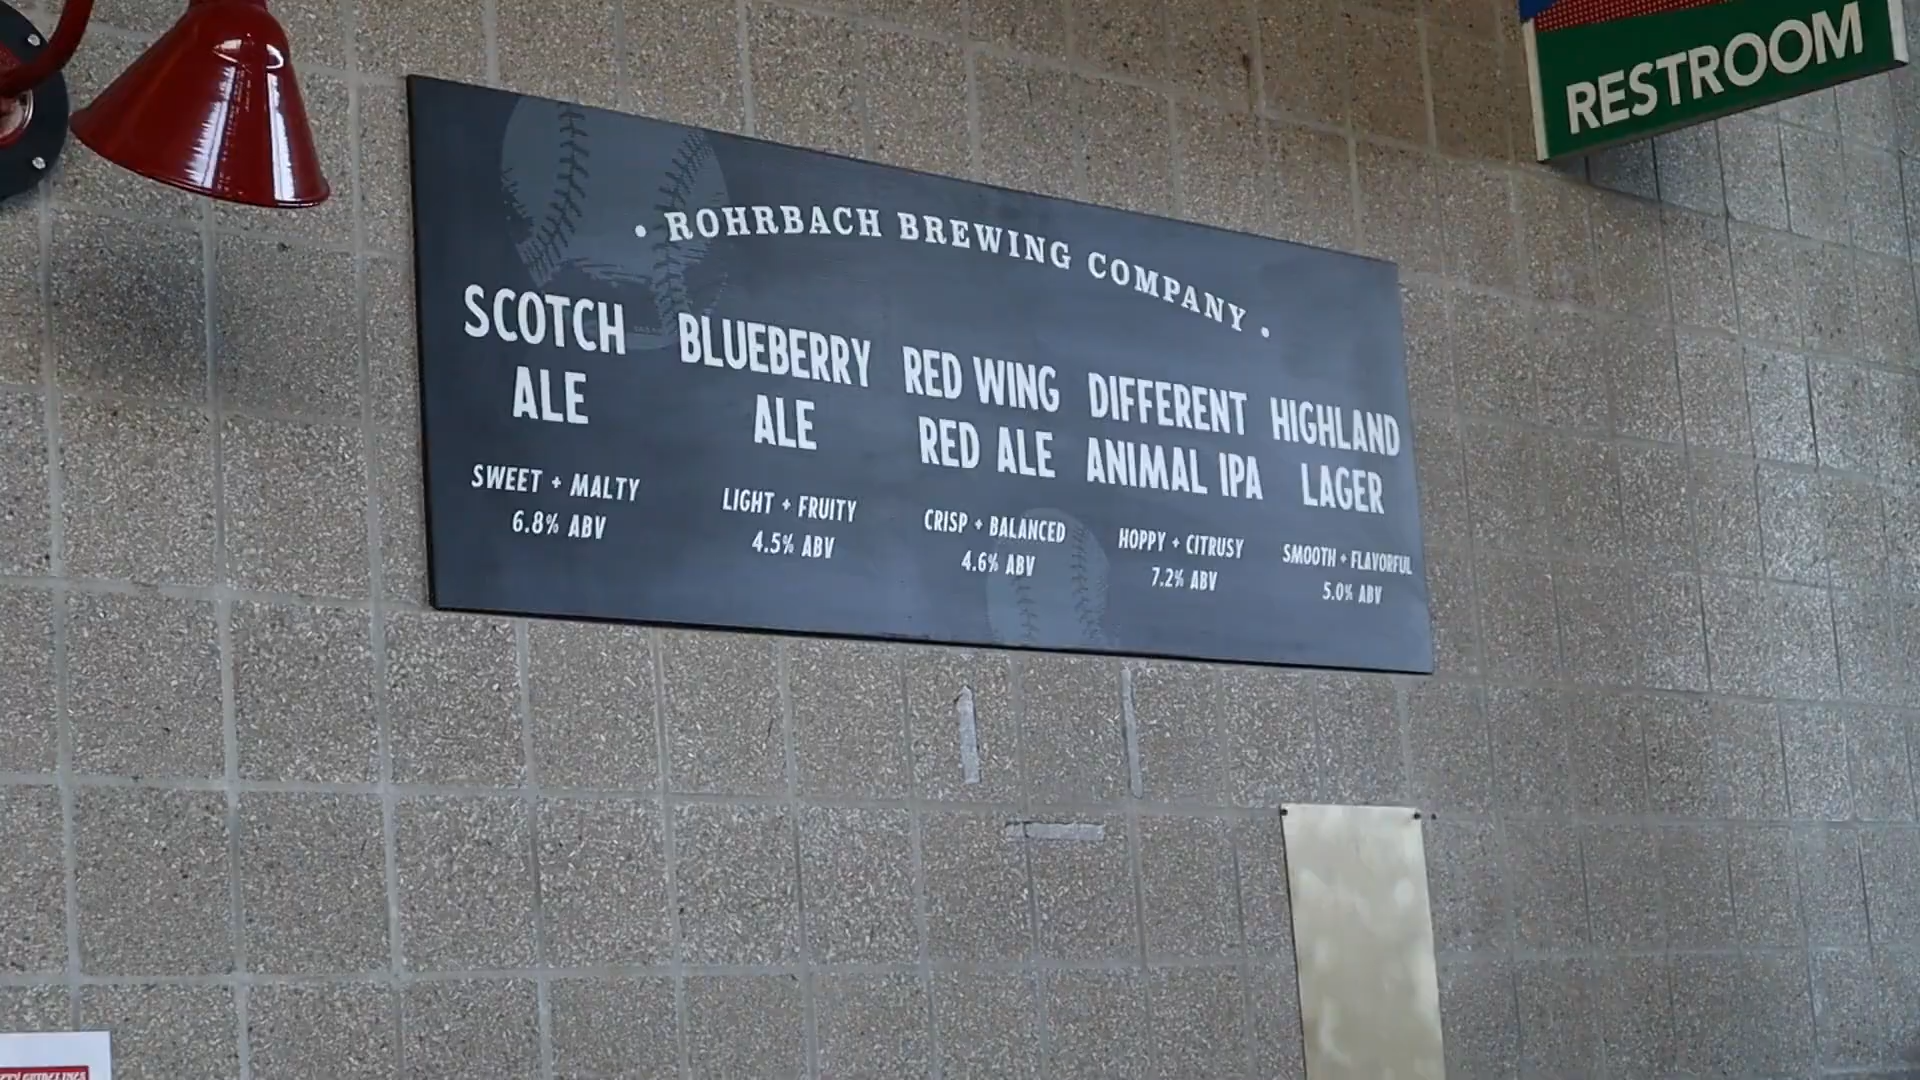 RESTROOM
• ROHRBACH BREWING COMPANY •
SCOTCH
ALE
SWEET + MALTY
6.8% ABV
BLUEBERRY
ALE
LIGHT + FRUITY
4.5% ABV
RED WING
RED ALE
CRISP + BALANCED
4.6% ABV
DIFFERENT
ANIMAL IPA
HOPPY + CITRUSY
7.2% ABV
HIGHLAND
LAGER
SMOOTH + FLAVORFUL
5.0% ABV